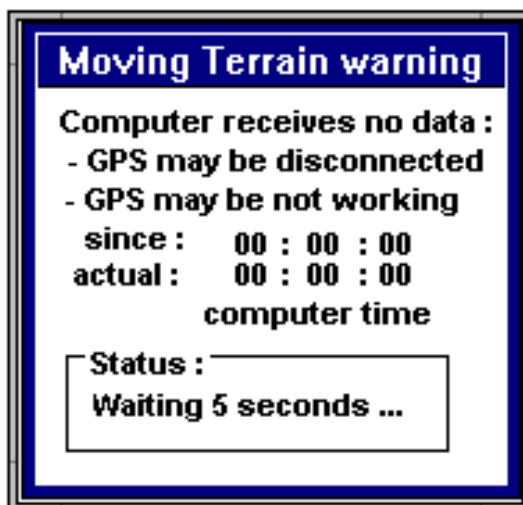 Moving Terrain warning
Computer receives no data :
- GPS may be disconnected
- GPS may be not working
since : 00 : 00 : 00
actual : 00 : 00 : 00
computer time
Status :
Waiting 5 seconds ...